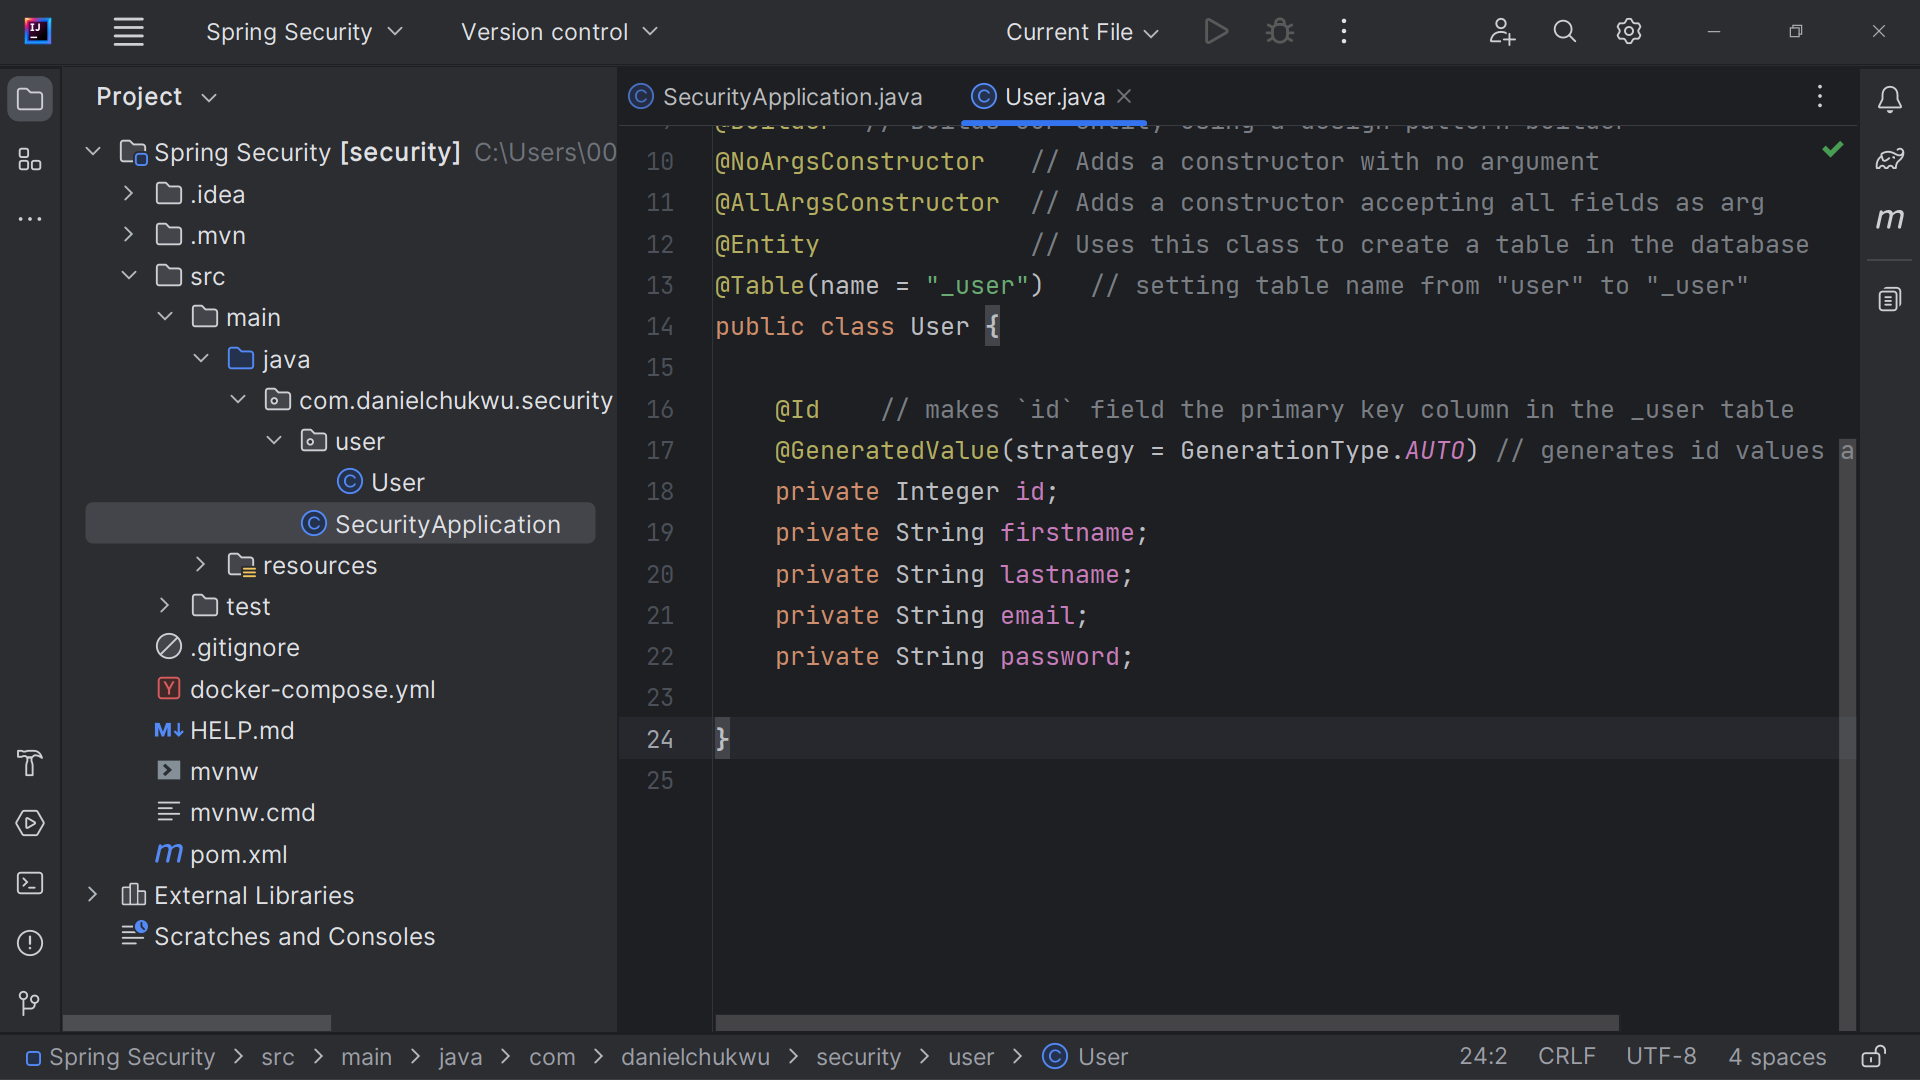 Spring Security
Version control
Current File
Project
SecurityApplication.java
User.java
Spring Security [security] C:\Users\00
.idea
.mvn
src
main
java
com.danielchukwu.security
user
User
SecurityApplication
resources
test
.gitignore
docker-compose.yml
HELP.md
mvnw
mvnw.cmd
pom.xml
External Libraries
Scratches and Consoles
10 @NoArgsConstructor // Adds a constructor with no argument
11 @AllArgsConstructor // Adds a constructor accepting all fields as arg
12 @Entity // Uses this class to create a table in the database
13 @Table(name = "_user") // setting table name from "user" to "_user"
14 public class User {
15
16 @Id // makes `id` field the primary key column in the _user table
17 @GeneratedValue(strategy = GenerationType.AUTO) // generates id values a
18 private Integer id;
19 private String firstname;
20 private String lastname;
21 private String email;
22 private String password;
23
24 }
25
Spring Security > src > main > java > com > danielchukwu > security > user > User
24:2 CRLF UTF-8 4 spaces